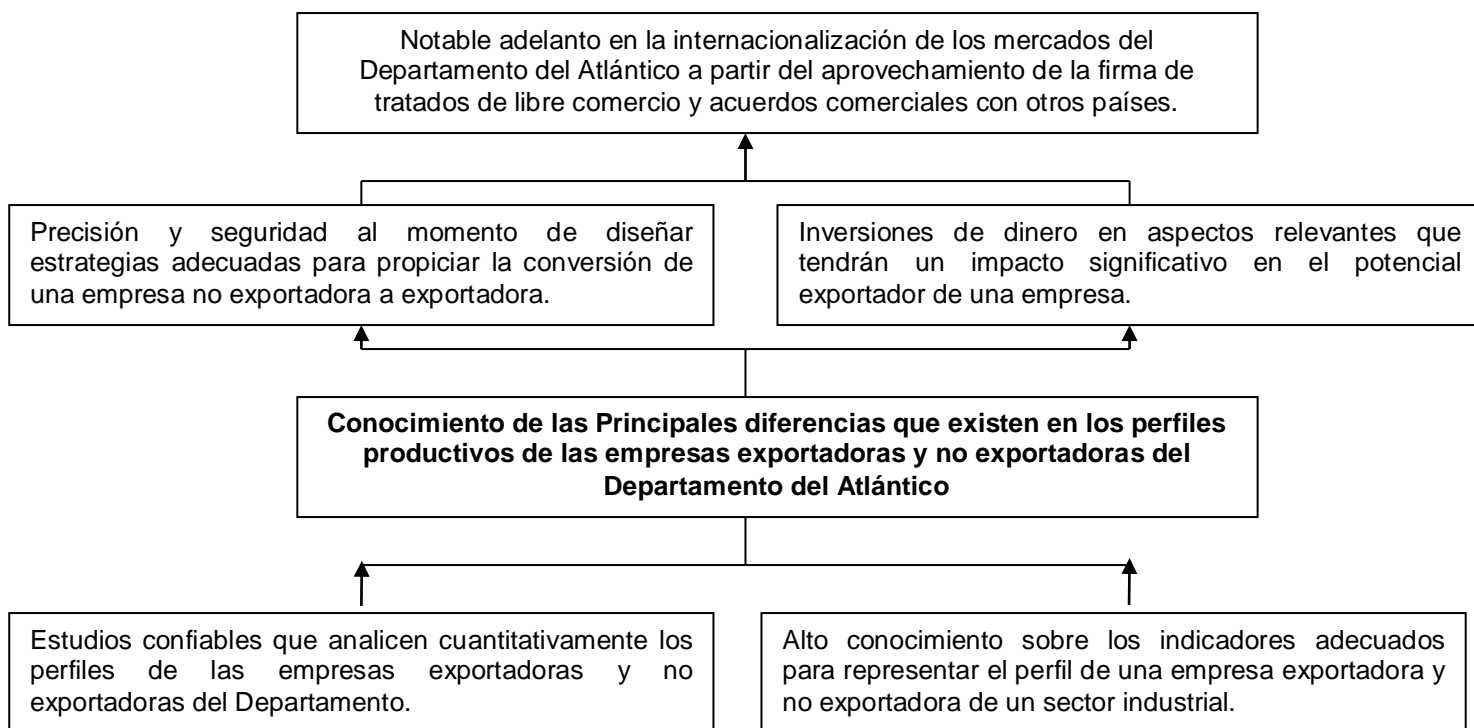 Notable adelanto en la internacionalización de los mercados del
Departamento del Atlántico a partir del aprovechamiento de la firma de
tratados de libre comercio y acuerdos comerciales con otros países.
Precisión y seguridad al momento de diseñar
estrategias adecuadas para propiciar la conversión de
una empresa no exportadora a exportadora.
Inversiones de dinero en aspectos relevantes que
tendrán un impacto significativo en el potencial
exportador de una empresa.
Conocimiento de las Principales diferencias que existen en los perfiles
productivos de las empresas exportadoras y no exportadoras del
Departamento del Atlántico
Estudios confiables que analicen cuantitativamente los
perfiles de las empresas exportadoras y no
exportadoras del Departamento.
Alto conocimiento sobre los indicadores adecuados
para representar el perfil de una empresa exportadora y
no exportadora de un sector industrial.